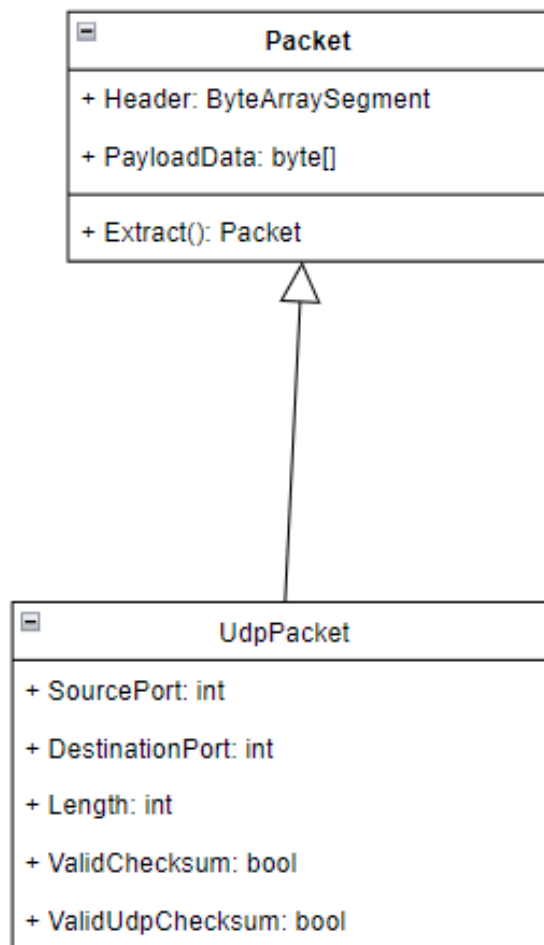 Packet
+ Header: ByteArraySegment
+ PayloadData: byte[]
+ Extract(): Packet
UdpPacket
+ SourcePort: int
+ DestinationPort: int
+ Length: int
+ ValidChecksum: bool
+ ValidUdpChecksum: bool